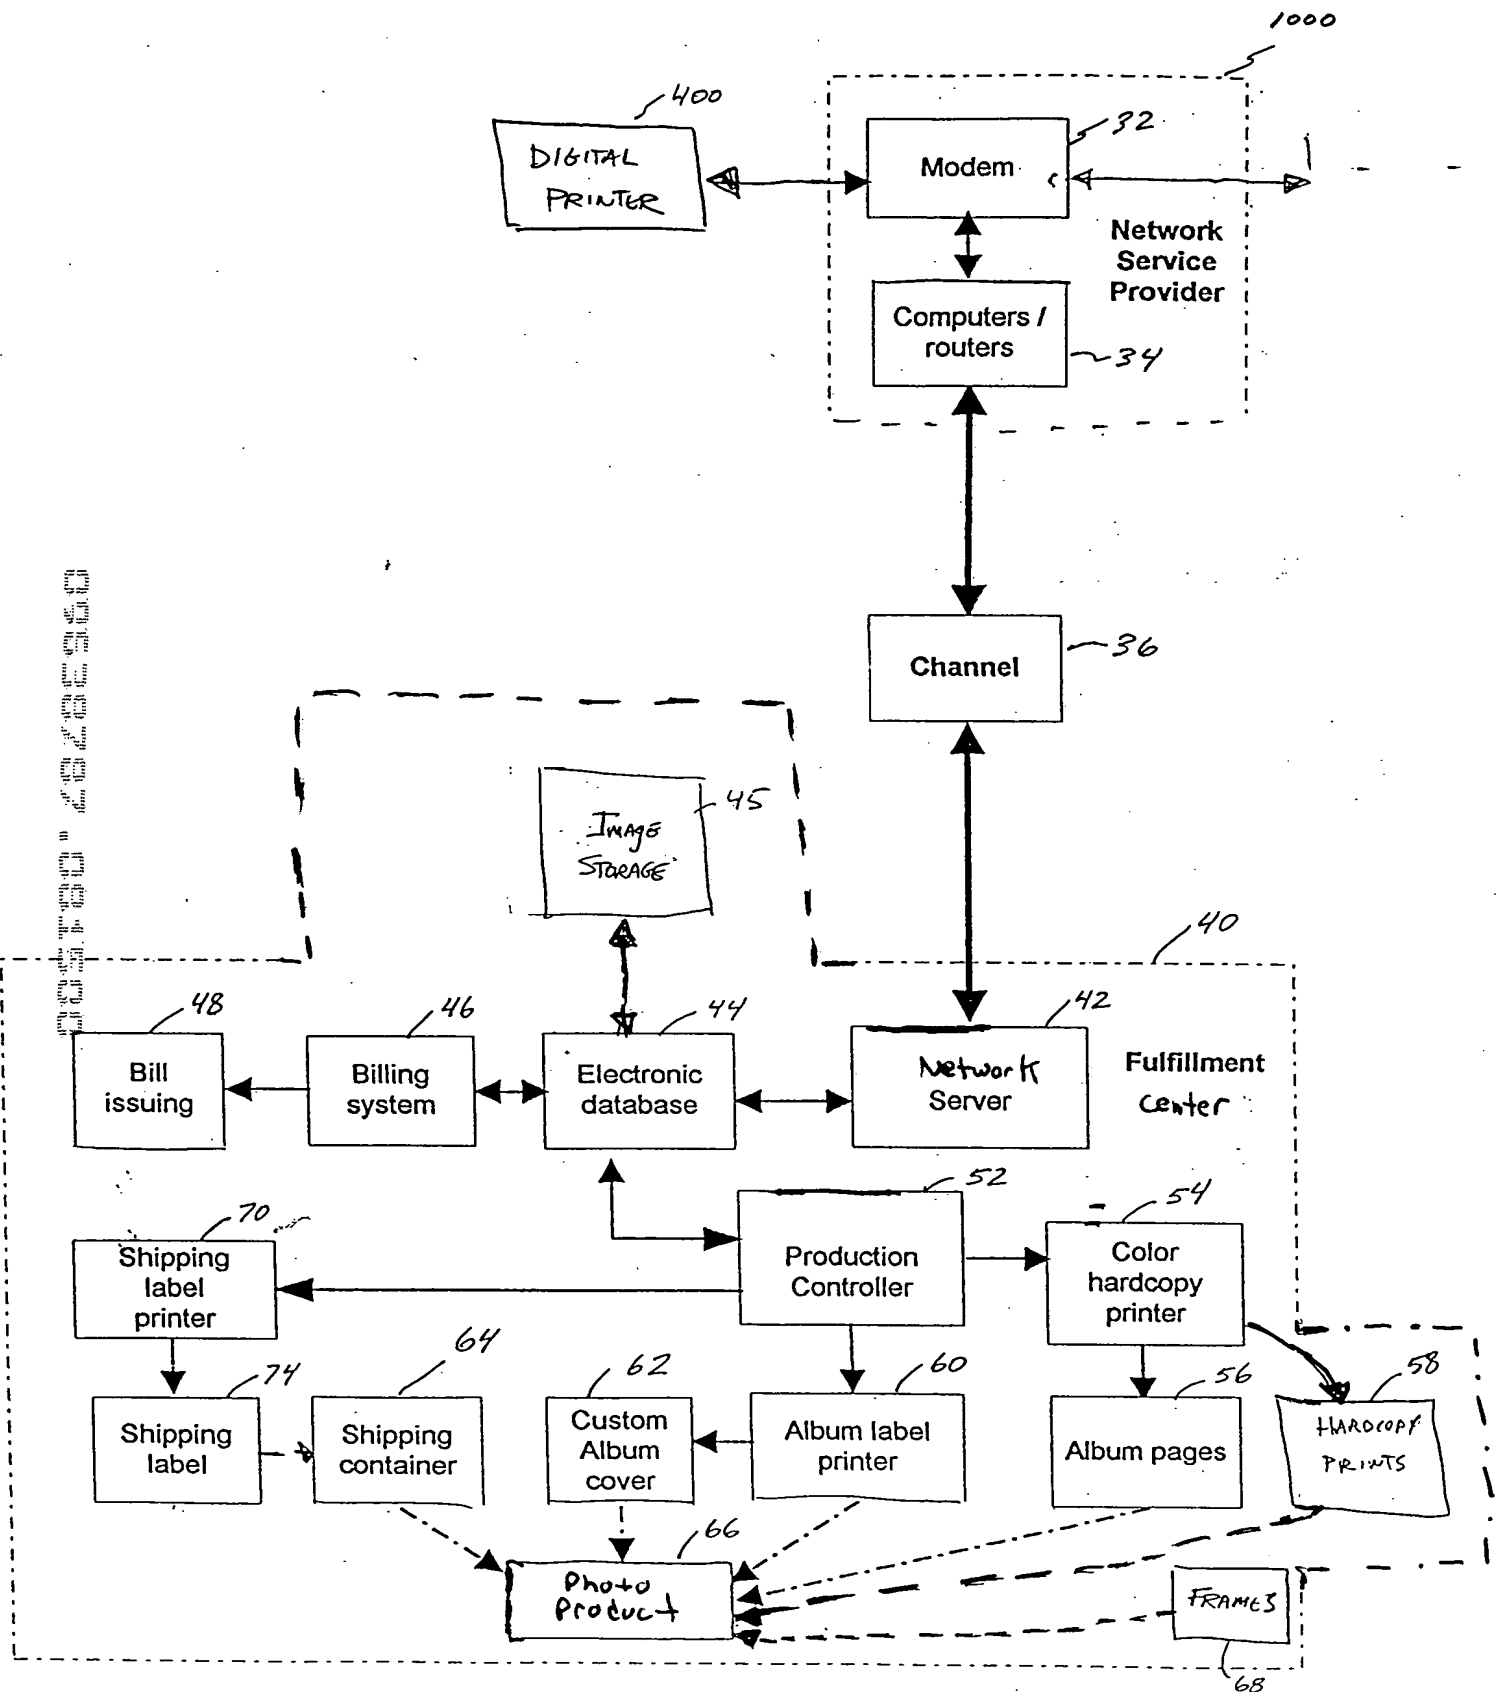 1000
400
DIGITAL
PRINTER
32
Modem
Network
Service
Provider
Computers /
routers
34
36
Channel
45
IMAGE
STORAGE
40
48
46
44
42
Bill
issuing
Billing
system
Electronic
database
Network
Server
Fulfillment
center
70
52
54
Shipping
label
printer
Production
Controller
Color
hardcopy
printer
74
64
62
60
56
58
Shipping
label
Shipping
container
Custom
Album
cover
Album label
printer
Album pages
HARDCOPY
PRINTS
66
Photo
Product
FRAMES
68